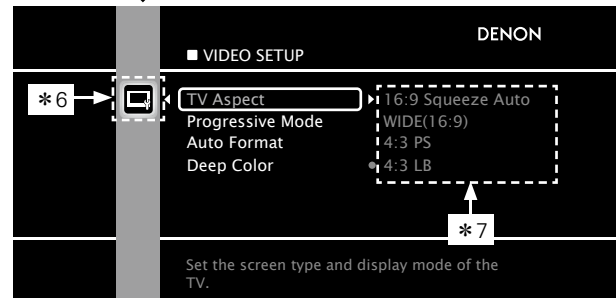 DENON
■ VIDEO SETUP
*6
TV Aspect
Progressive Mode
Auto Format
Deep Color
16:9 Squeeze Auto
WIDE(16:9)
4:3 PS
4:3 LB
*7
Set the screen type and display mode of the
TV.